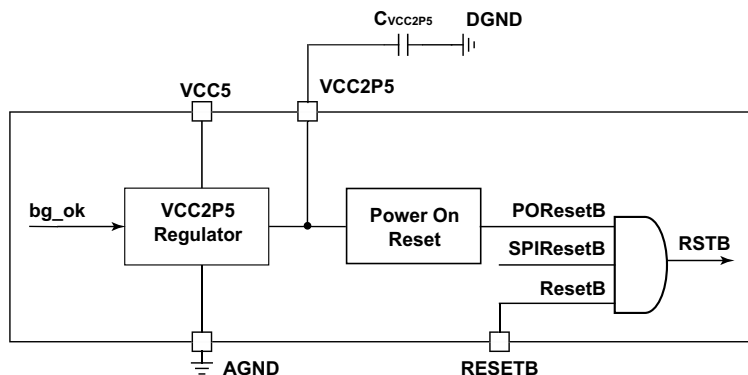 CVCC2P5
DGND
VCC5
VCC2P5
bg_ok
VCC2P5
Regulator
Power On
Reset
POResetB
SPIResetB
ResetB
RSTB
AGND
RESETB